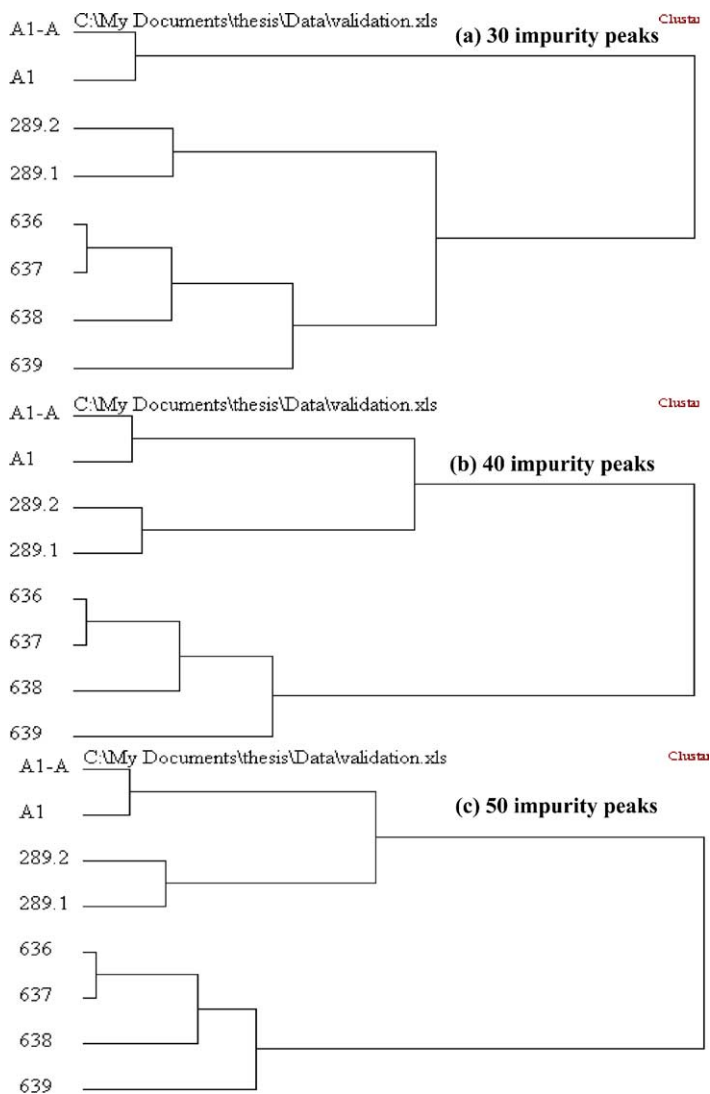 C:\My Documents\thesis\Data\validation.xls
Clustar
A1-A
(a) 30 impurity peaks
A1
289.2
289.1
636
637
638
639
C:\My Documents\thesis\Data\validation.xls
Clustar
A1-A
A1
(b) 40 impurity peaks
289.2
289.1
636
637
638
639
C:\My Documents\thesis\Data\validation.xls
Clustar
A1-A
(c) 50 impurity peaks
A1
289.2
289.1
636
637
638
639